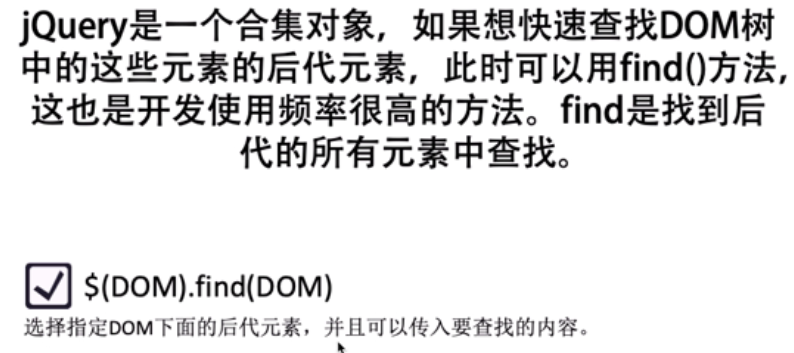 jQuery是一个合集对象，如果想快速查找DOM树
中的这些元素的后代元素，此时可以用find()方法，
这也是开发使用频率很高的方法。find是找到后
代的所有元素中查找。
$(DOM).find(DOM)
选择指定DOM下面的后代元素，并且可以传入要查找的内容。